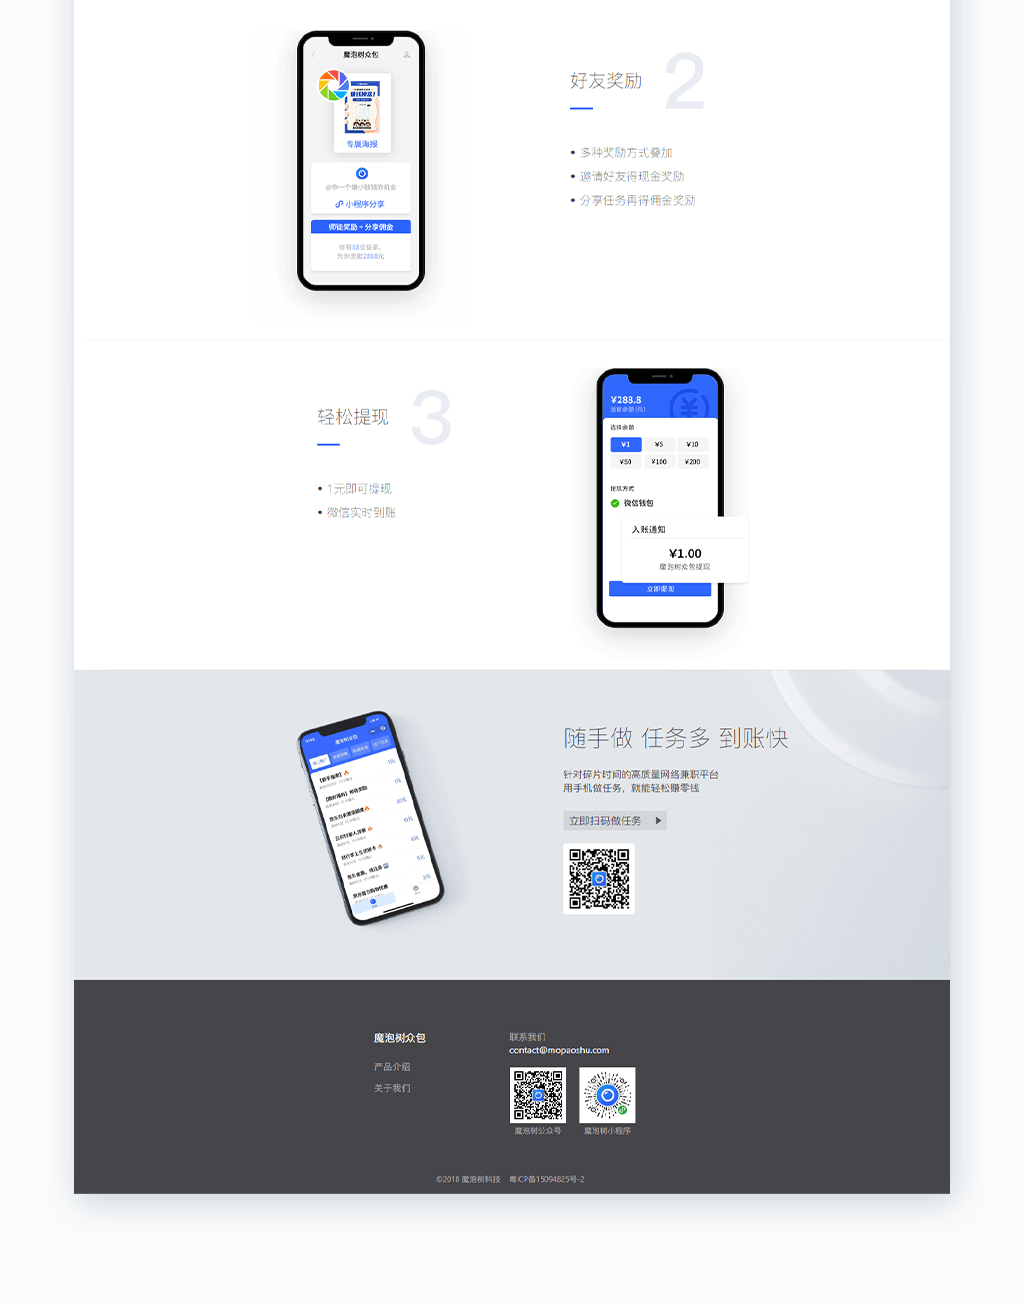 魔泡树众包
专属海报
@你一个赚小钱钱的机会
小程序分享
师徒奖励+分享佣金
你有88位徒弟,
为你贡献2888元
好友奖励
2
• 多种奖励方式叠加
• 邀请好友得现金奖励
• 分享任务再得佣金奖励
轻松提现
3
• 1元即可提现
• 微信实时到账
¥288.8
当前余额(元)
选择金额
¥1
¥5
¥10
¥50
¥100
¥200
提现方式
微信钱包
入账通知
¥1.00
魔泡树众包提现
立即提现
魔泡树众包
随手做 任务多 到账快
针对碎片时间的高质量网络兼职平台
用手机做任务,就能轻松赚零钱
立即扫码做任务
魔泡树众包
产品介绍
关于我们
联系我们
contact@mopaoshu.com
魔泡树公众号
魔泡树小程序
©2018 魔泡树科技 粤ICP备15094825号-2